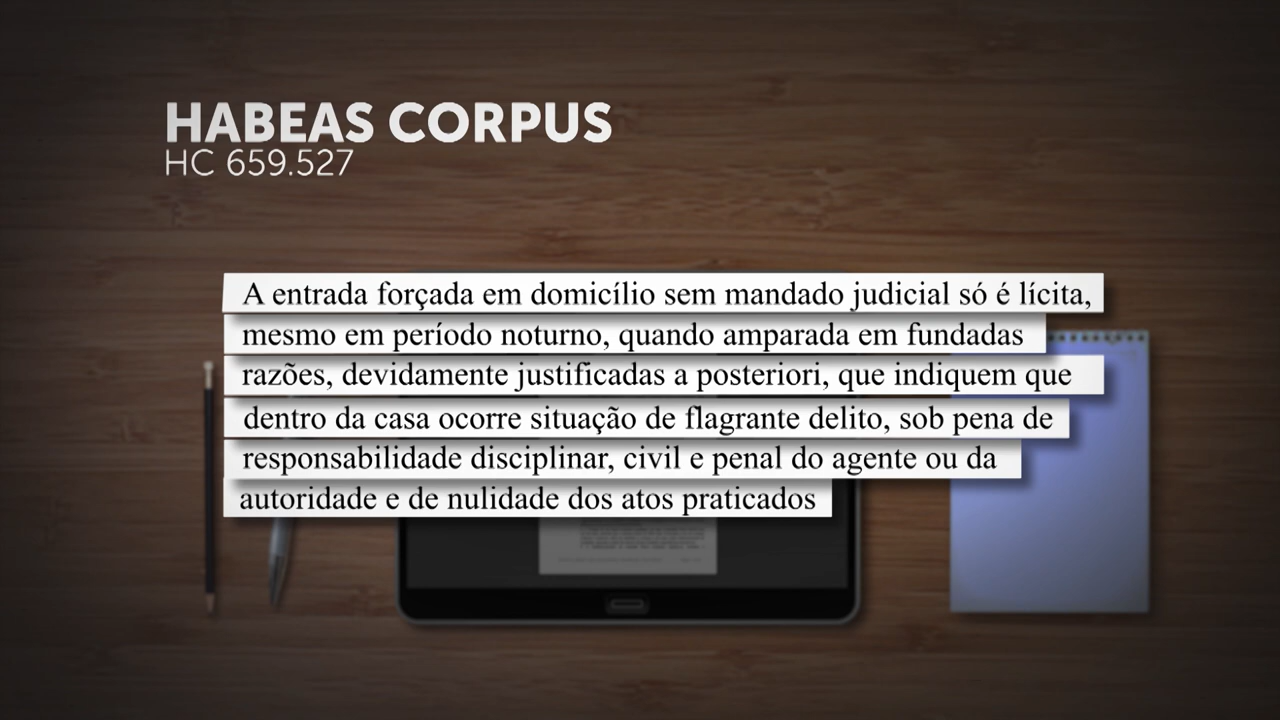 HABEAS CORPUS
HC 659.527
A entrada forçada em domicílio sem mandado judicial só é lícita,
mesmo em período noturno, quando amparada em fundadas
razões, devidamente justificadas a posteriori, que indiquem que
dentro da casa ocorre situação de flagrante delito, sob pena de
responsabilidade disciplinar, civil e penal do agente ou da
autoridade e de nulidade dos atos praticados